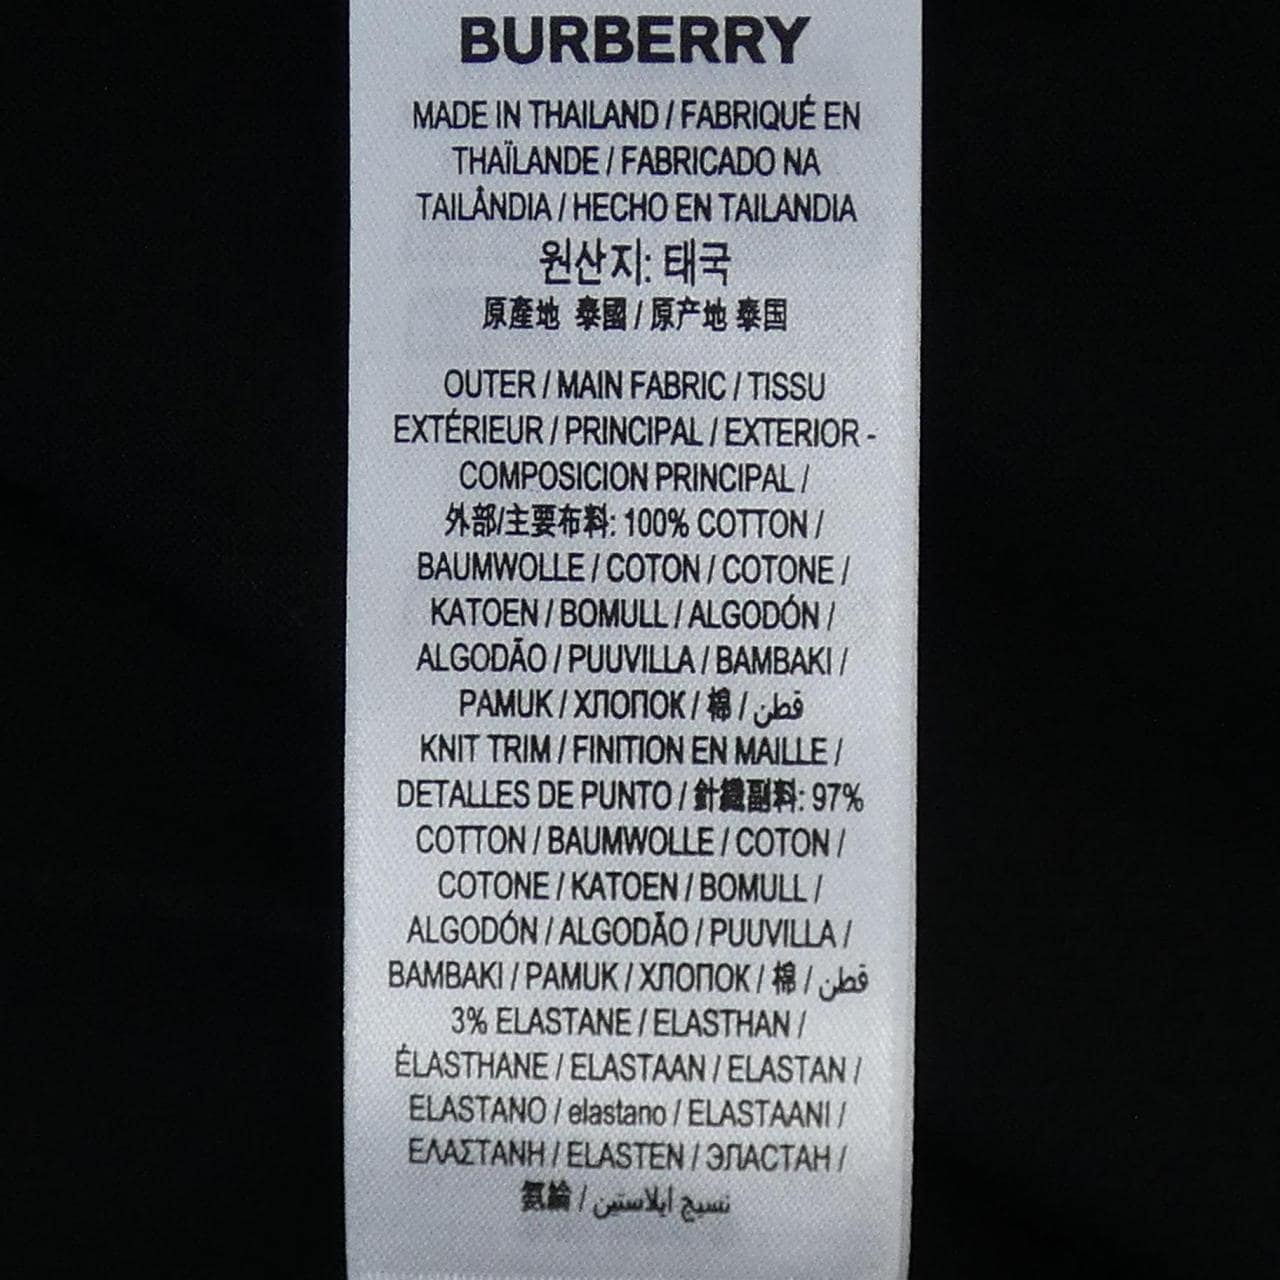 BURBERRY
MADE IN THAILAND / FABRIQUÉ EN
THAÏLANDE / FABRICADO NA
TAILÂNDIA / HECHO EN TAILANDIA
원산지: 태국
原產地 泰國 / 原产地 泰国
OUTER / MAIN FABRIC / TISSU
EXTÉRIEUR / PRINCIPAL / EXTERIOR -
COMPOSICION PRINCIPAL /
外部/主要布料: 100% COTTON /
BAUMWOLLE / COTON / COTONE /
KATOEN / BOMULL / ALGODÓN /
ALGODÃO / PUUVILLA / BAMBAKI /
PAMUK / ХЛОПОК / 棉 / قطن
KNIT TRIM / FINITION EN MAILLE /
DETALLES DE PUNTO / 針織副料: 97%
COTTON / BAUMWOLLE / COTON /
COTONE / KATOEN / BOMULL /
ALGODÓN / ALGODÃO / PUUVILLA /
BAMBAKI / PAMUK / ХЛОПОК / 棉 / قطن
3% ELASTANE / ELASTHAN /
ÉLASTHANE / ELASTAAN / ELASTAN /
ELASTANO / elastano / ELASTAANI /
ΕΛΑΣΤΑΝΗ / ELASTEN / ЭЛАСТАН /
氨綸 / نسيج ايلاستين